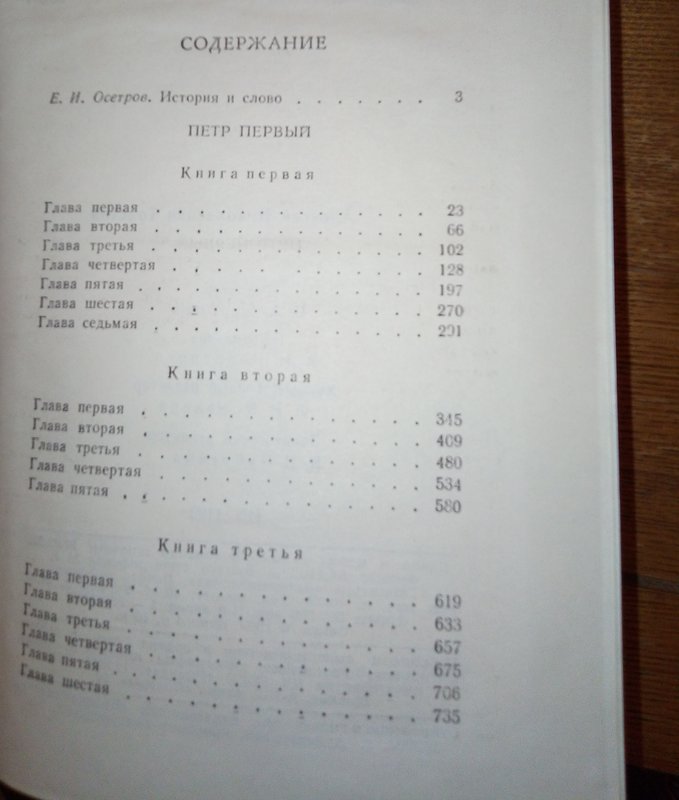 СОДЕРЖАНИЕ
Е. И. Осетров. История и слово . . . . . . . 3
ПЕТР ПЕРВЫЙ
Книга первая
Глава первая . . . . . . . . . . . . . 23
Глава вторая . . . . . . . . . . . . . 66
Глава третья . . . . . . . . . . . . . 102
Глава четвертая . . . . . . . . . . . . 128
Глава пятая . . . . . . . . . . . . . 197
Глава шестая . . . . . . . . . . . . . 270
Глава седьмая . . . . . . . . . . . . . 291
Книга вторая
Глава первая . . . . . . . . . . . . . 345
Глава вторая . . . . . . . . . . . . . 409
Глава третья . . . . . . . . . . . . . 480
Глава четвертая . . . . . . . . . . . . 534
Глава пятая . . . . . . . . . . . . . 580
Книга третья
Глава первая . . . . . . . . . . . . . 619
Глава вторая . . . . . . . . . . . . . 633
Глава третья . . . . . . . . . . . . . 657
Глава четвертая . . . . . . . . . . . . 675
Глава пятая . . . . . . . . . . . . . 706
Глава шестая . . . . . . . . . . . . . 735